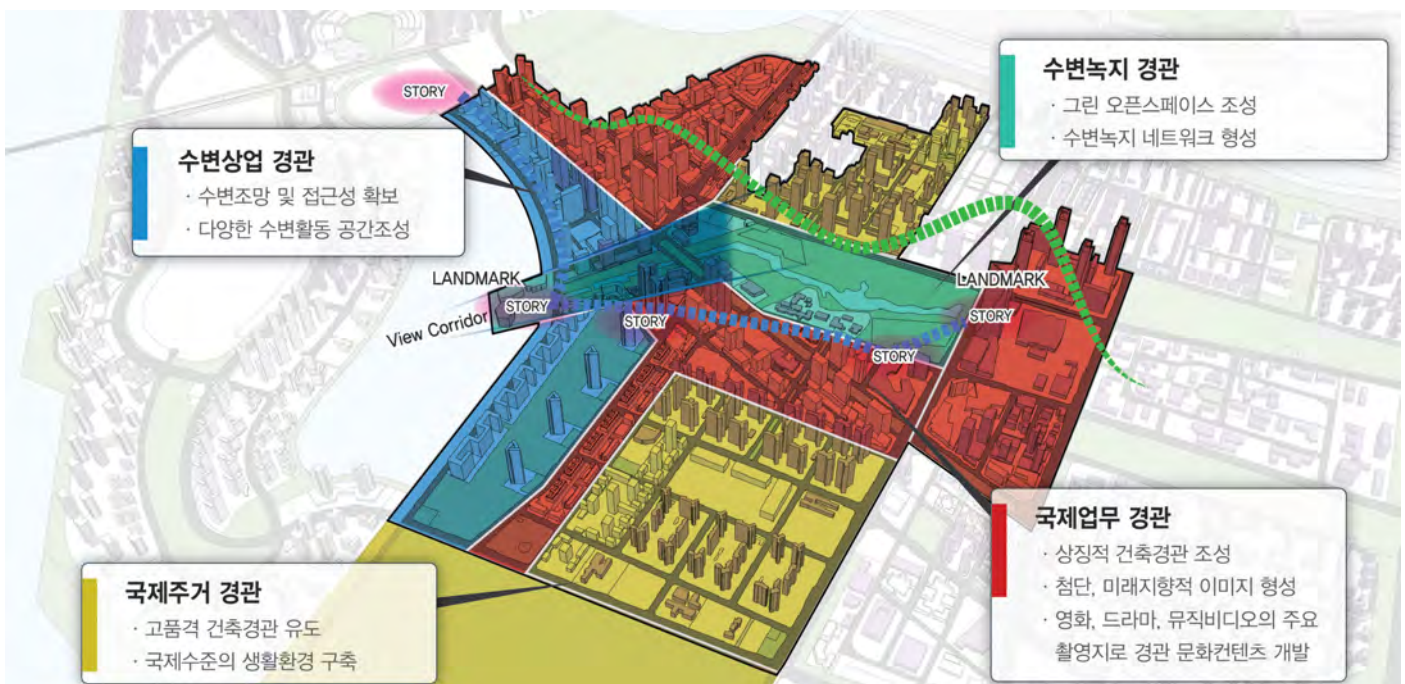 수변녹지 경관
· 그린 오픈스페이스 조성
· 수변녹지 네트워크 형성
STORY
수변상업 경관
· 수변조망 및 접근성 확보
· 다양한 수변활동 공간조성
LANDMARK
LANDMARK
STORY
View Corridor
STORY
STORY
STORY
국제업무 경관
· 상징적 건축경관 조성
· 첨단, 미래지향적 이미지 형성
· 영화, 드라마, 뮤직비디오의 주요
촬영지로 경관 문화컨텐츠 개발
국제주거 경관
· 고품격 건축경관 유도
· 국제수준의 생활환경 구축